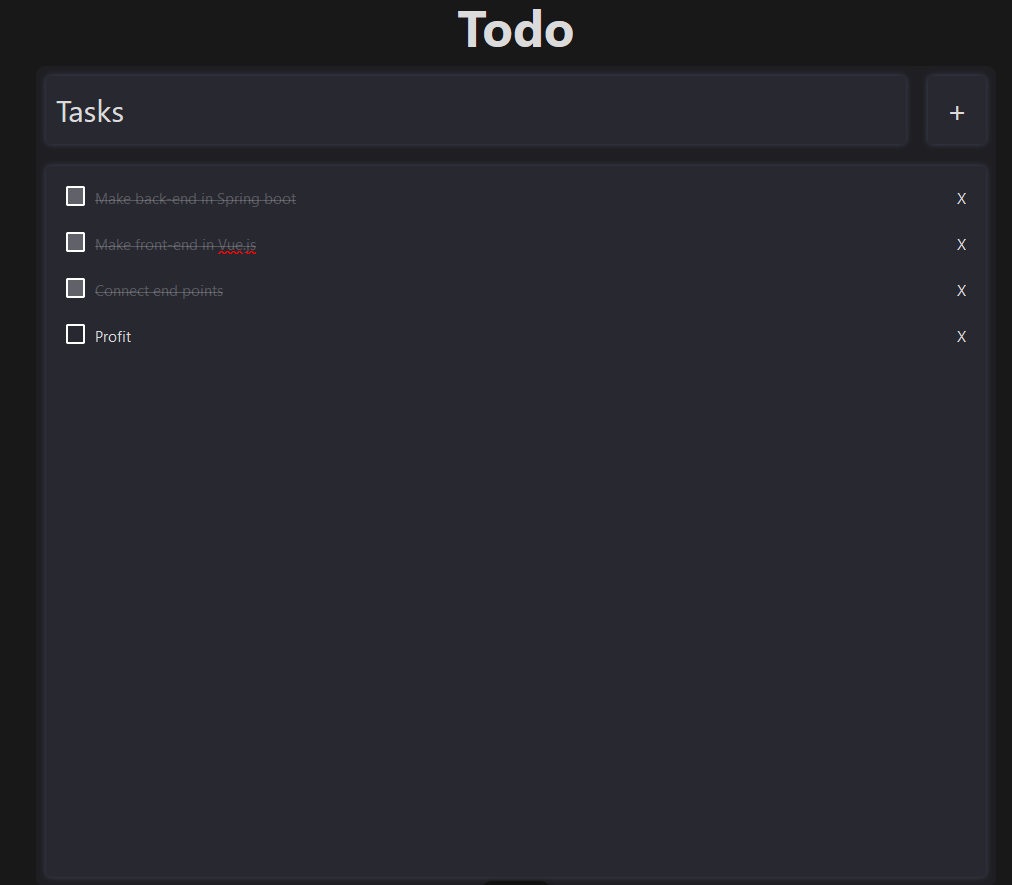 Todo
Tasks
+
Make back-end in Spring boot
X
Make front-end in Vue.js
X
Connect end points
X
Profit
X